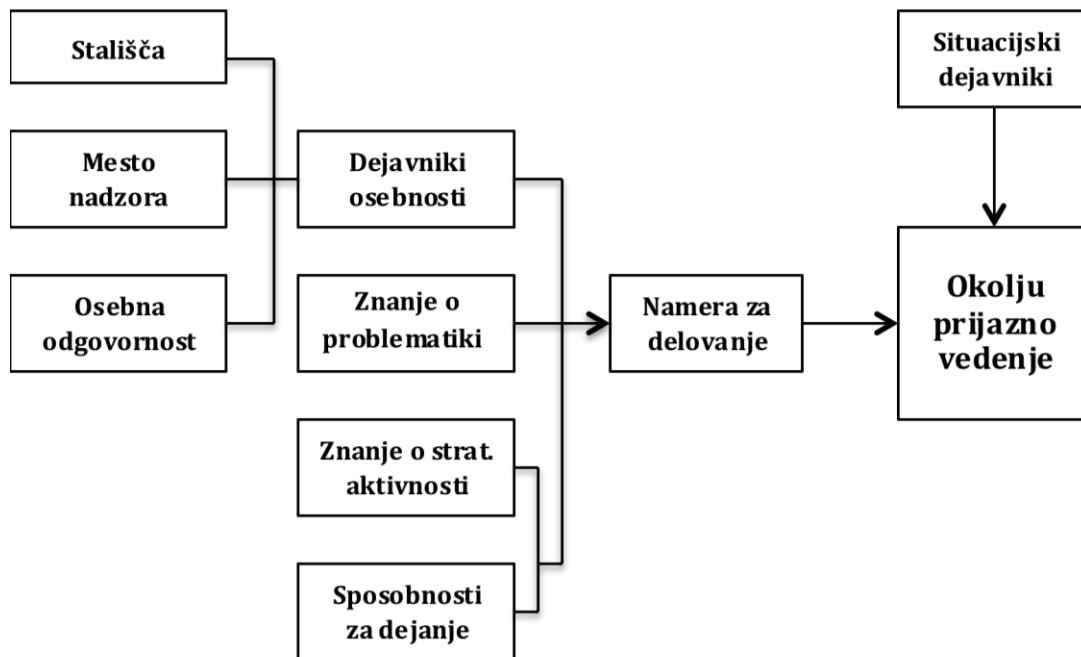 Stališča
Situacijski
dejavniki
Mesto
nadzora
Dejavniki
osebnosti
Osebna
odgovornost
Znanje o
problematiki
Namera za
delovanje
Okolju
prijazno
vedenje
Znanje o strat.
aktivnosti
Sposobnosti
za dejanje